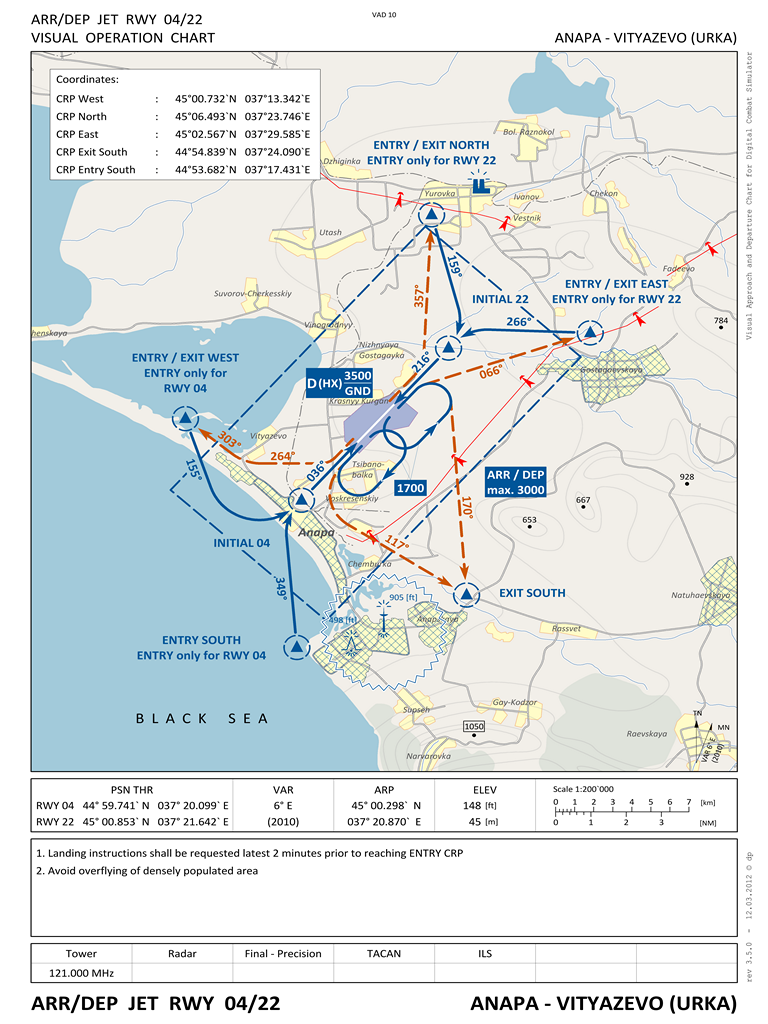 ARR/DEP JET RWY 04/22
VISUAL OPERATION CHART
VAD 10
ANAPA - VITYAZEVO (URKA)
Coordinates:
CRP West : 45°00.732`N 037°13.342`E
CRP North : 45°06.493`N 037°23.746`E
CRP East : 45°02.567`N 037°29.585`E
CRP Exit South : 44°54.839`N 037°24.090`E
CRP Entry South : 44°53.682`N 037°17.431`E
Bol. Raznokol
ENTRY / EXIT NORTH
ENTRY only for RWY 22
Dzhiginka
Yurovka
Ivanov
Chekon
Vestnik
Utash
Fadeevo
159°
357°
ENTRY / EXIT EAST
ENTRY only for RWY 22
Suvorov-Cherkesskiy
INITIAL 22
266°
784
Vinogradnyy
henskaya
Nizhnyaya
Gostagayka
216°
ENTRY / EXIT WEST
ENTRY only for
RWY 04
D (HX) 3500
GND
066°
Gostagaevskaya
Krasnyy Kurgan
303°
Vityazevo
264°
155°
036°
Tsibano-
balka
1700
ARR / DEP
max. 3000
928
Voskresenskiy
170°
667
653
Anapa
117°
INITIAL 04
Chemburka
349°
905 [ft]
EXIT SOUTH
Natuhaevskaya
498 [ft]
Anapskaya
Rassvet
ENTRY SOUTH
ENTRY only for RWY 04
BLACK SEA
Supseh
Gay-Kodzor
1050
Raevskaya
TN
MN
VAR 6° E
(2010)
Narvarovka
PSN THR VAR ARP ELEV Scale 1:200`000
RWY 04 44° 59.741` N 037° 20.099` E 6° E 45° 00.298` N 148 [ft] 0 1 2 3 4 5 6 7 [km]
RWY 22 45° 00.853` N 037° 21.642` E (2010) 037° 20.870` E 45 [m] 0 1 2 3 [NM]
1. Landing instructions shall be requested latest 2 minutes prior to reaching ENTRY CRP
2. Avoid overflying of densely populated area
Tower Radar Final - Precision TACAN ILS
121.000 MHz
ARR/DEP JET RWY 04/22
ANAPA - VITYAZEVO (URKA)
Visual Approach and Departure Chart for Digital Combat Simulator
rev 3.5.0 - 12.03.2012 © dp